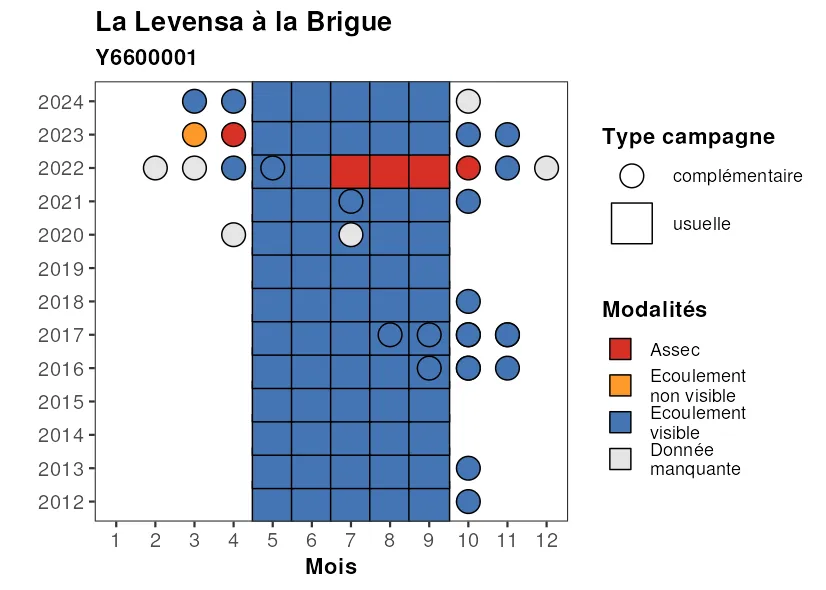 La Levensa à la Brigue
Y6600001
2024
2023
2022
2021
2020
2019
2018
2017
2016
2015
2014
2013
2012
1 2 3 4 5 6 7 8 9 10 11 12
Mois
Type campagne
complémentaire
usuelle
Modalités
Assec
Ecoulement
non visible
Ecoulement
visible
Donnée
manquante